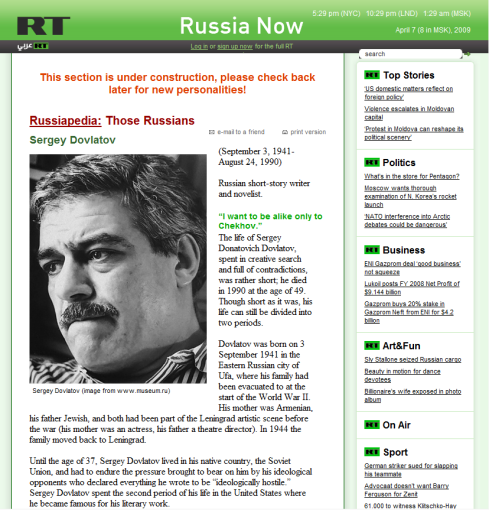 RT
عربي RT
Russia Now
5:29 pm (NYC) 10:29 pm (LND) 1:29 am (MSK)
April 7 (8 in MSK), 2009
Log in or sign up now for the full RT
This section is under construction, please check back
later for new personalities!
Russiapedia: Those Russians
e-mail to a friend print version
Sergey Dovlatov
Sergey Dovlatov (image from www.museum.ru)
(September 3, 1941-
August 24, 1990)
Russian short-story writer
and novelist.
“I want to be alike only to
Chekhov.”
The life of Sergey
Donatovich Dovlatov,
spent in creative search
and full of contradictions,
was rather short; he died
in 1990 at the age of 49.
Though short as it was, his
life can still be divided into
two periods.
Dovlatov was born on 3
September 1941 in the
Eastern Russian city of
Ufa, where his family had
been evacuated to at the
start of the World War II.
His mother was Armenian,
his father Jewish, and both had been part of the Leningrad artistic scene before
the war (his mother was an actress, his father a theatre director). In 1944 the
family moved back to Leningrad.
Until the age of 37, Sergey Dovlatov lived in his native country, the Soviet
Union, and had to endure the pressure brought to bear on him by his ideological
opponents who declared everything he wrote to be “ideologically hostile.”
Sergey Dovlatov spent the second period of his life in the United States where
he became famous for his literary work.
search
RT Top Stories
'US domestic matters reflect on
foreign policy'
Violence escalates in Moldovan
capital
'Protest in Moldova can reshape its
political scenery'
RT Politics
What's in the store for Pentagon?
Moscow wants thorough
examination of N. Korea's rocket
launch
'NATO interference into Arctic
debates could be dangerous'
RT Business
ENI Gazprom deal 'good business'
not squeeze
Lukoil posts FY 2008 Net Profit of
$9.144 billion
Gazprom buys 20% stake in
Gazprom Neft from ENI for $4.2
billion
RT Art&Fun
Slv Stallone seized Russian cargo
Beauty in motion for dance
devotees
Billionaire's wife exposed in photo
album
RT On Air
RT Sport
German striker sued for slapping
his teammate
Advocaat doesn't want Barry
Ferguson for Zenit
61.000 to witness Klitschko-Hay